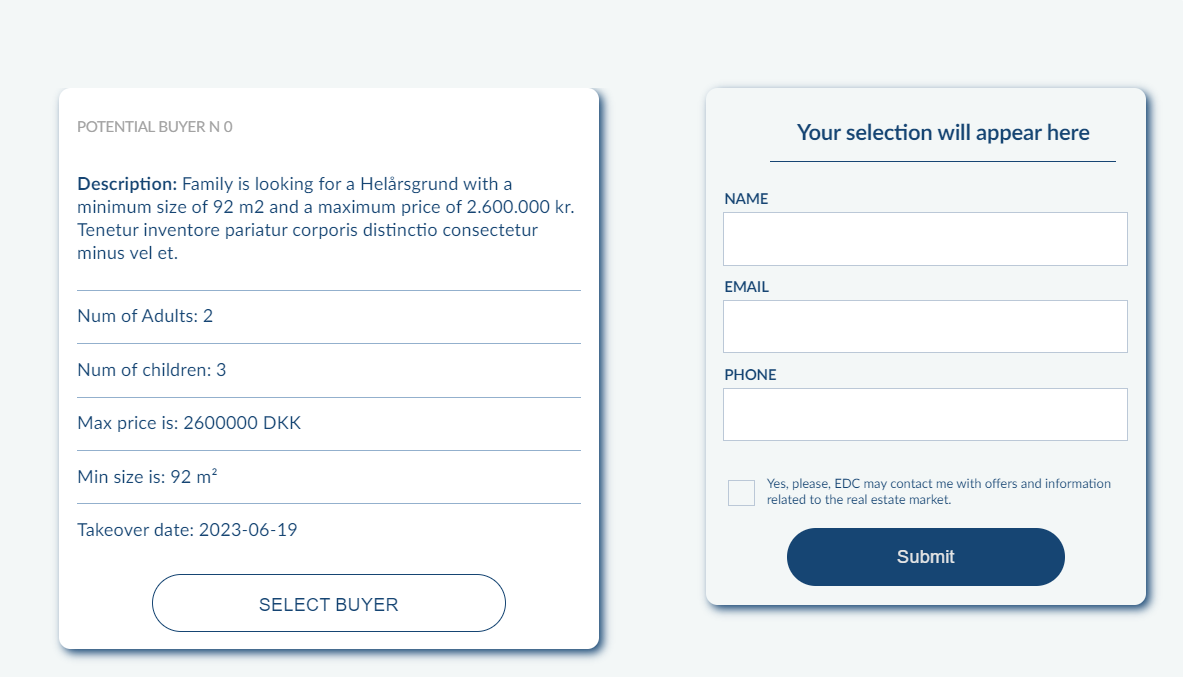 POTENTIAL BUYER N 0
Description: Family is looking for a Helårsgrund with a
minimum size of 92 m2 and a maximum price of 2.600.000 kr.
Tenetur inventore pariatur corporis distinctio consectetur
minus vel et.
Num of Adults: 2
Num of children: 3
Max price is: 2600000 DKK
Min size is: 92 m²
Takeover date: 2023-06-19
SELECT BUYER
Your selection will appear here
NAME
EMAIL
PHONE
Yes, please, EDC may contact me with offers and information
related to the real estate market.
Submit